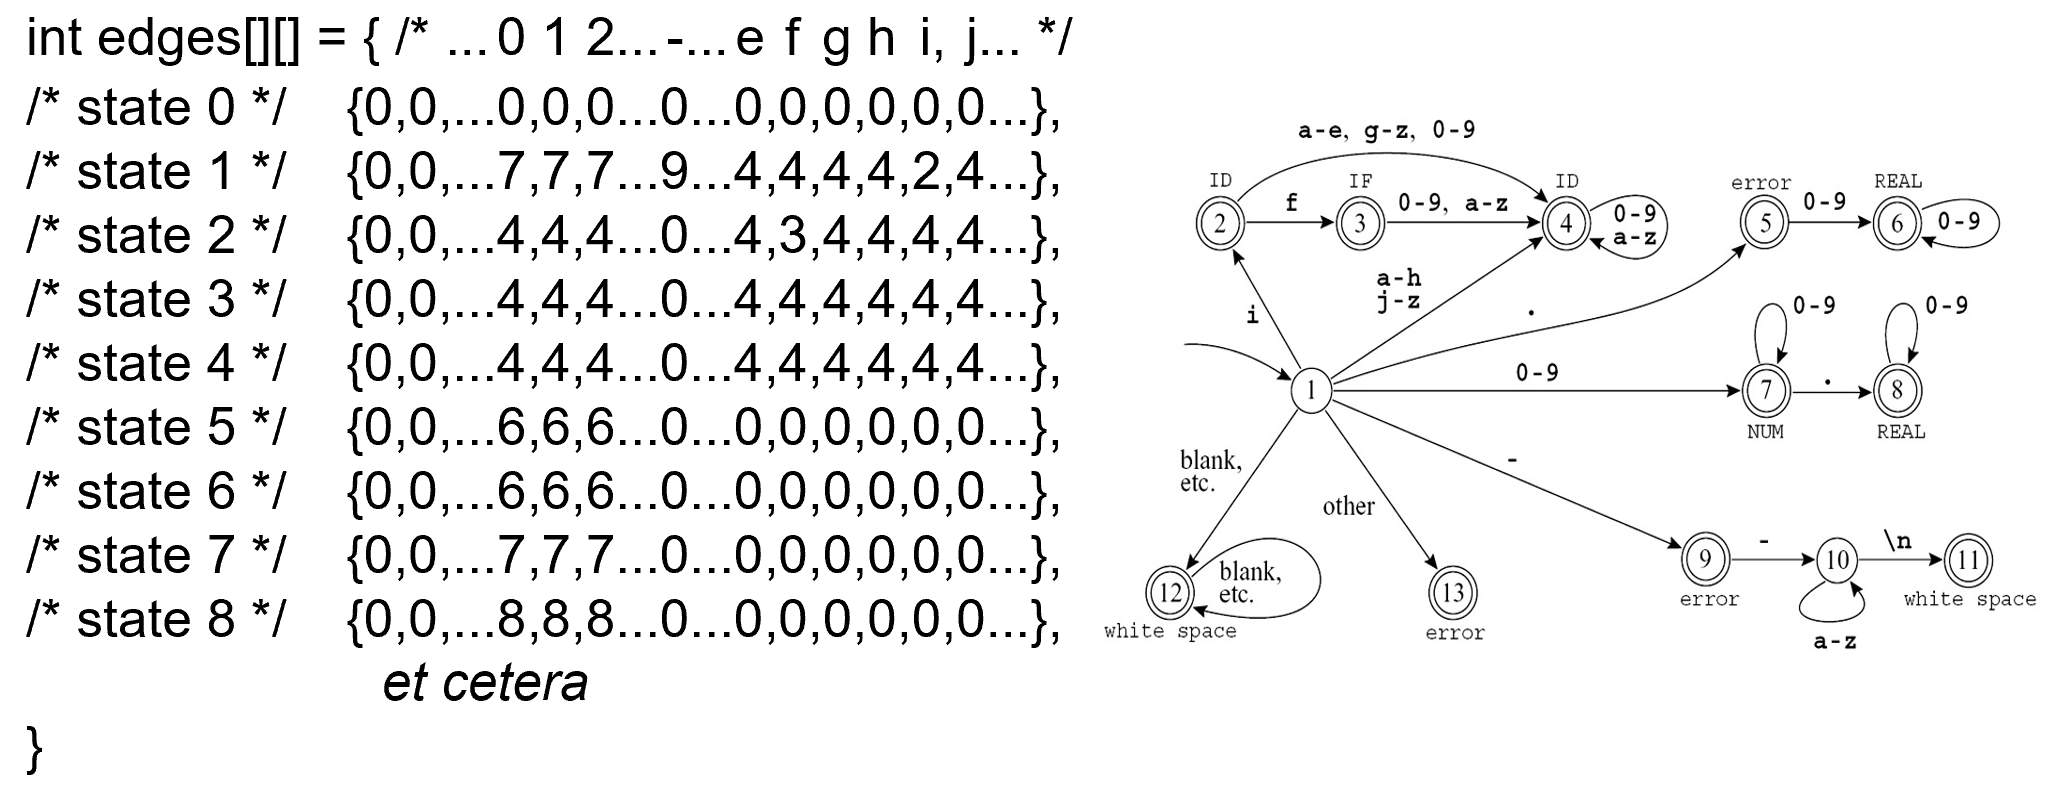 int edges[][] = { /* ...0 1 2...-...e f g h i, j... */
/* state 0 */ {0,0,...0,0,0...0...0,0,0,0,0,0...},
/* state 1 */ {0,0,...7,7,7...9...4,4,4,4,2,4...},
/* state 2 */ {0,0,...4,4,4...0...4,3,4,4,4,4...},
/* state 3 */ {0,0,...4,4,4...0...4,4,4,4,4,4...},
/* state 4 */ {0,0,...4,4,4...0...4,4,4,4,4,4...},
/* state 5 */ {0,0,...6,6,6...0...0,0,0,0,0,0...},
/* state 6 */ {0,0,...6,6,6...0...0,0,0,0,0,0...},
/* state 7 */ {0,0,...7,7,7...0...0,0,0,0,0,0...},
/* state 8 */ {0,0,...8,8,8...0...0,0,0,0,0,0...},
et cetera
}
a-e, g-z, 0-9
ID IF ID error REAL
2 f 3 0-9, a-z 4 0-9 5 0-9 6 0-9
a-z
a-h
j-z
i . 0-9 0-9
1 0-9 7 . 8
NUM REAL
blank,
etc.
other
-
9 - 10 \n 11
error white space
a-z
12 blank,
etc.
white space
13
error